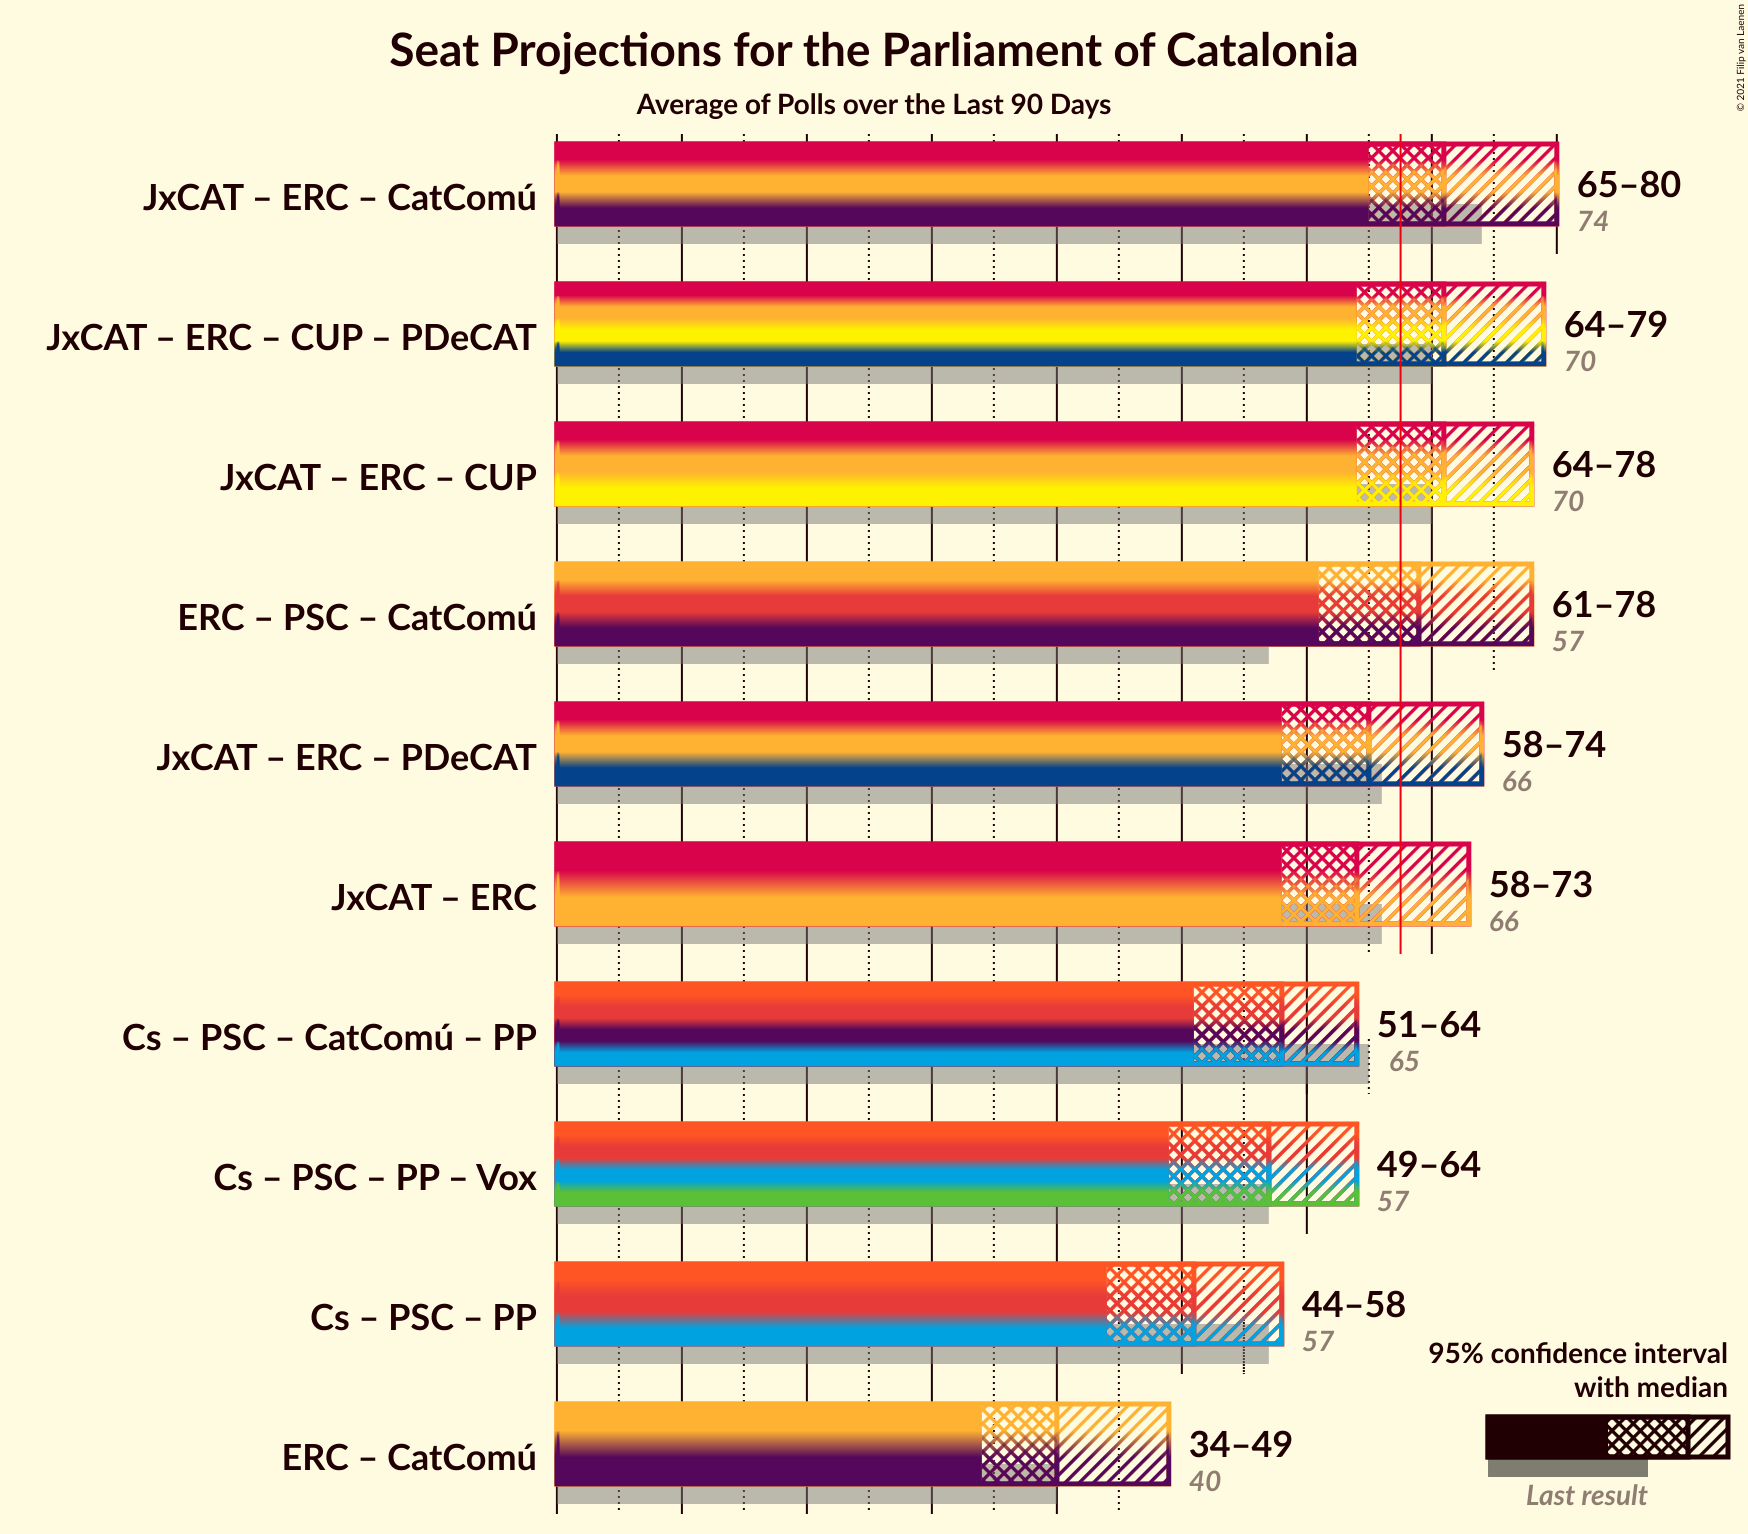 Seat Projections for the Parliament of Catalonia
Average of Polls over the Last 90 Days
© 2021 Filip van Laenen
JxCAT – ERC – CatComú
65–80
74
JxCAT – ERC – CUP – PDeCAT
64–79
70
JxCAT – ERC – CUP
64–78
70
ERC – PSC – CatComú
61–78
57
JxCAT – ERC – PDeCAT
58–74
66
JxCAT – ERC
58–73
66
Cs – PSC – CatComú – PP
51–64
65
Cs – PSC – PP – Vox
49–64
57
Cs – PSC – PP
44–58
57
ERC – CatComú
34–49
40
95% confidence interval
with median
Last result